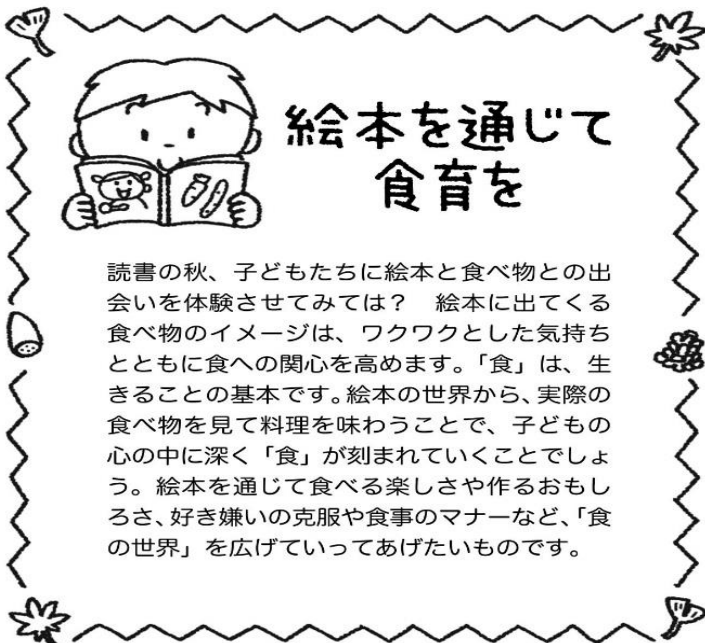 絵本を通じて
食育を
読書の秋、子どもたちに絵本と食べ物との出
会いを体験させてみては？　絵本に出てくる
食べ物のイメージは、ワクワクとした気持ち
とともに食への関心を高めます。「食」は、生
きることの基本です。絵本の世界から、実際の
食べ物を見て料理を味わうことで、子どもの
心の中に深く「食」が刻まれていくことでしょ
う。絵本を通じて食べる楽しさや作るおもし
ろさ、好き嫌いの克服や食事のマナーなど、「食
の世界」を広げていってあげたいものです。